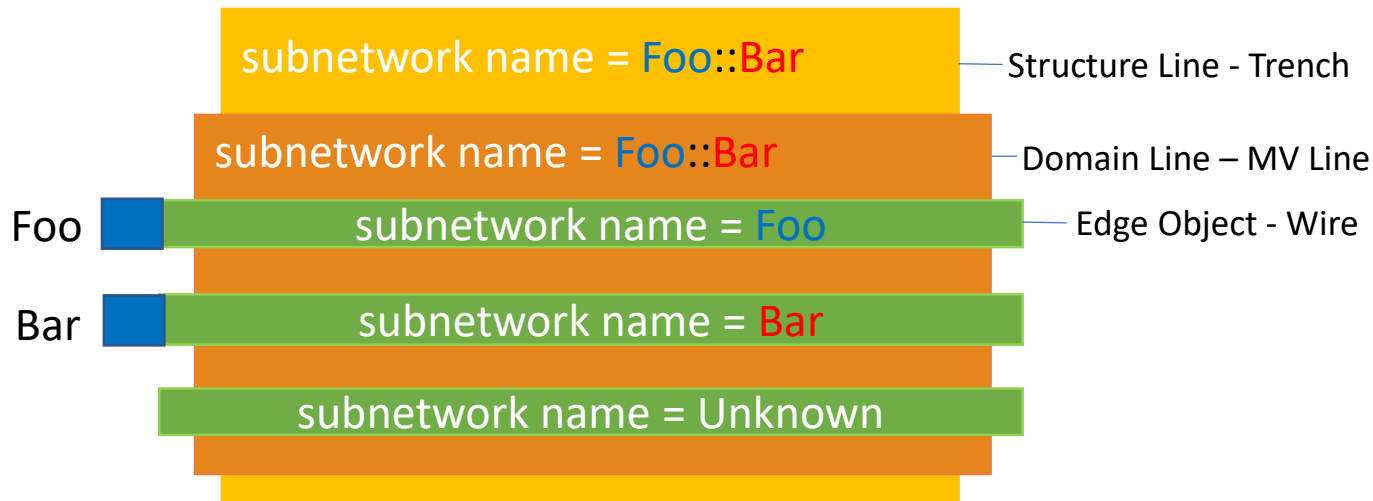 subnetwork name = Foo::Bar
Structure Line - Trench
subnetwork name = Foo::Bar
Domain Line – MV Line
Foo
subnetwork name = Foo
Edge Object - Wire
Bar
subnetwork name = Bar
subnetwork name = Unknown